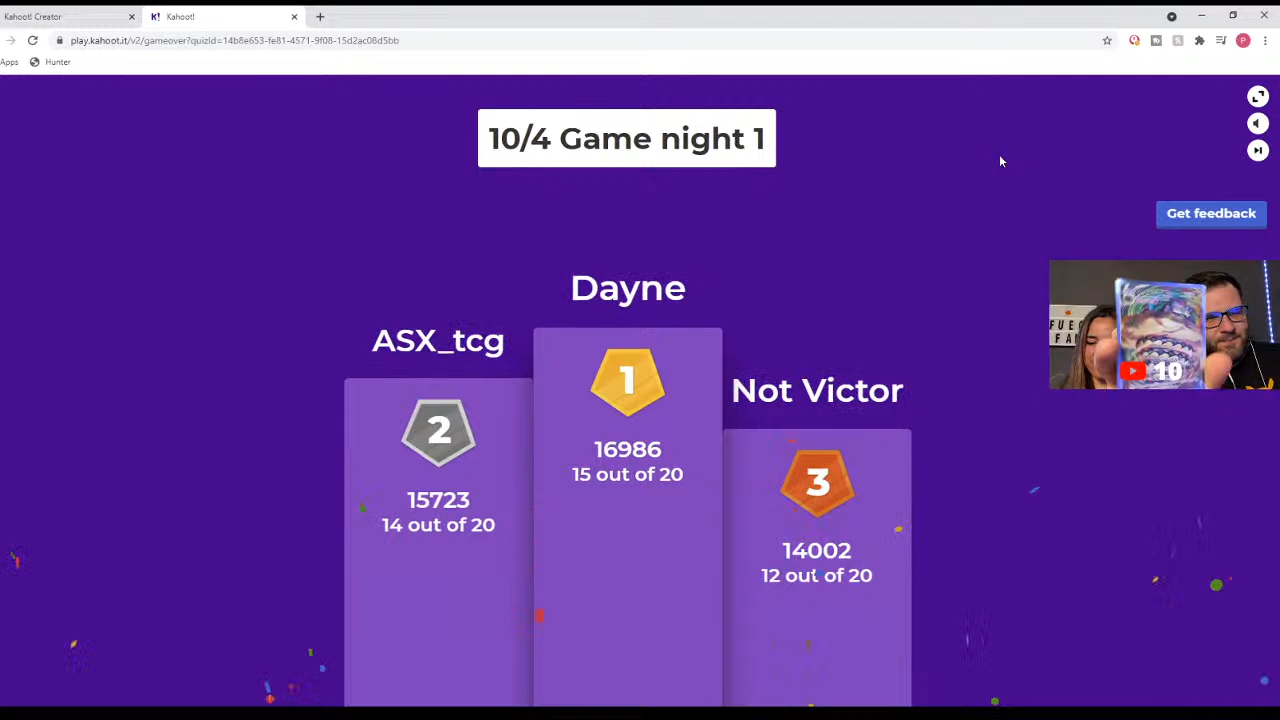 Kahoot! Creator
K! Kahoot!
play.kahoot.it/v2/gameover?quizId=14b8e653-fe81-4571-9f08-15d2ac08d5bb
P
Apps
Hunter
10/4 Game night 1
Get feedback
Dayne
ASX_tcg
Not Victor
1
2
3
16986
15 out of 20
15723
14 out of 20
14002
12 out of 20
FUEG
FA
10